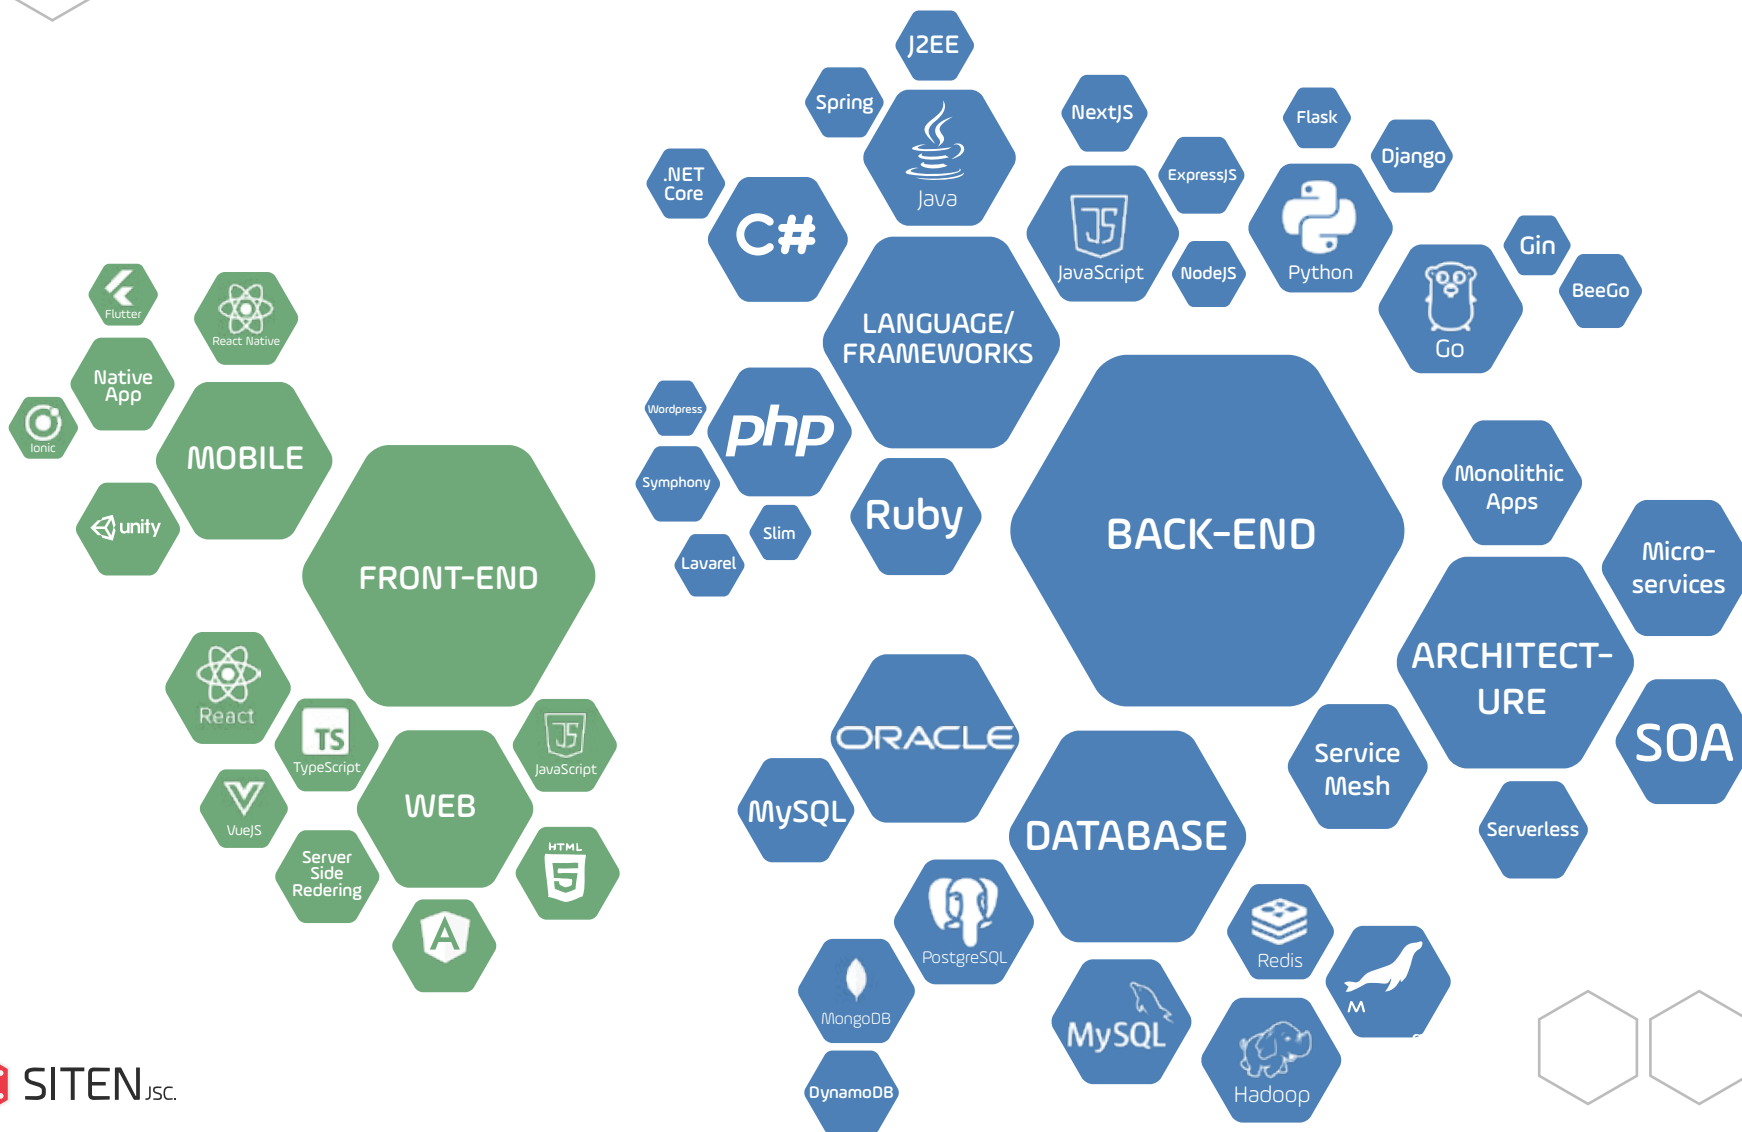 J2EE
Spring
Java
NextJS
ExpressJS
NodeJS
JS
JavaScript
Flask
Django
Python
Gin
BeeGo
Go
.NET
Core
C#
LANGUAGE/
FRAMEWORKS
Wordpress
php
Symphony
Slim
Lavarel
Ruby
BACK-END
Monolithic
Apps
Micro-
services
ARCHITECT-
URE
SOA
Service
Mesh
Serverless
Flutter
React Native
Native
App
Ionic
MOBILE
unity
FRONT-END
React
TS
TypeScript
JS
JavaScript
VueJS
WEB
Server
Side
Redering
HTML
5
A
ORACLE
MySQL
DATABASE
PostgreSQL
MongoDB
DynamoDB
MySQL
Redis
M
Hadoop
SITEN JSC.